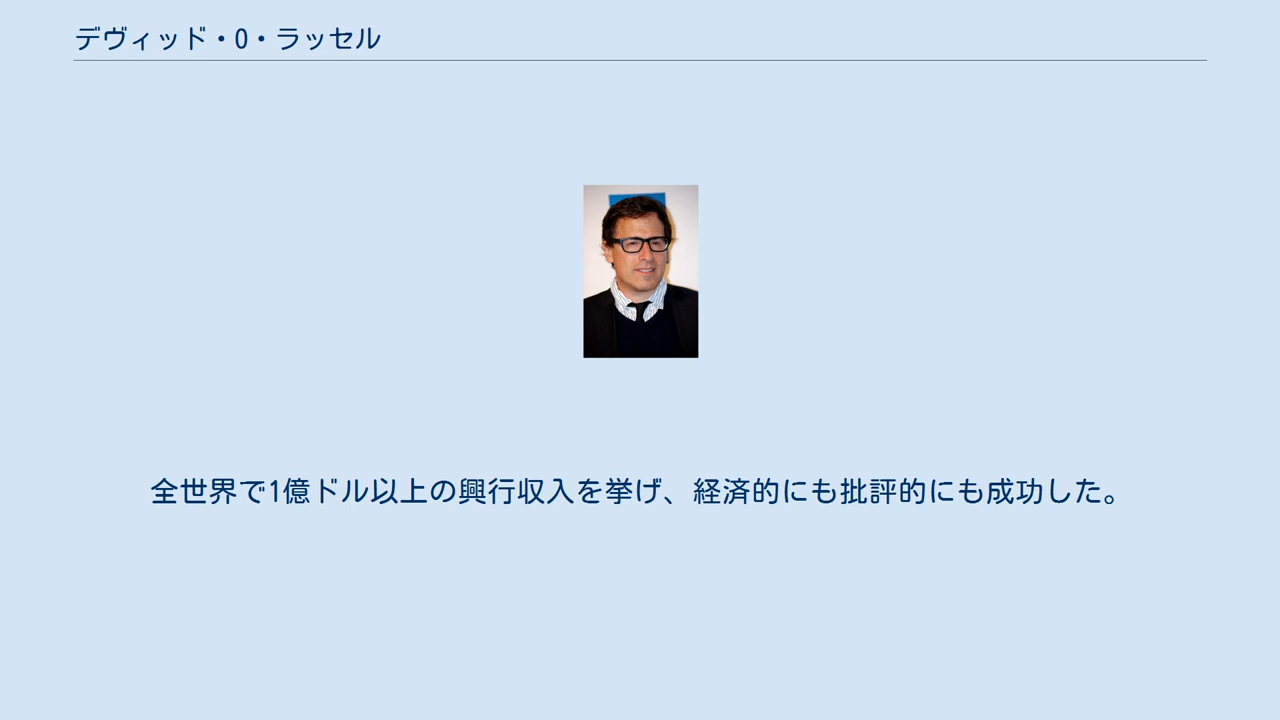 デヴィッド・O・ラッセル
全世界で1億ドル以上の興行収入を挙げ、経済的にも批評的にも成功した。